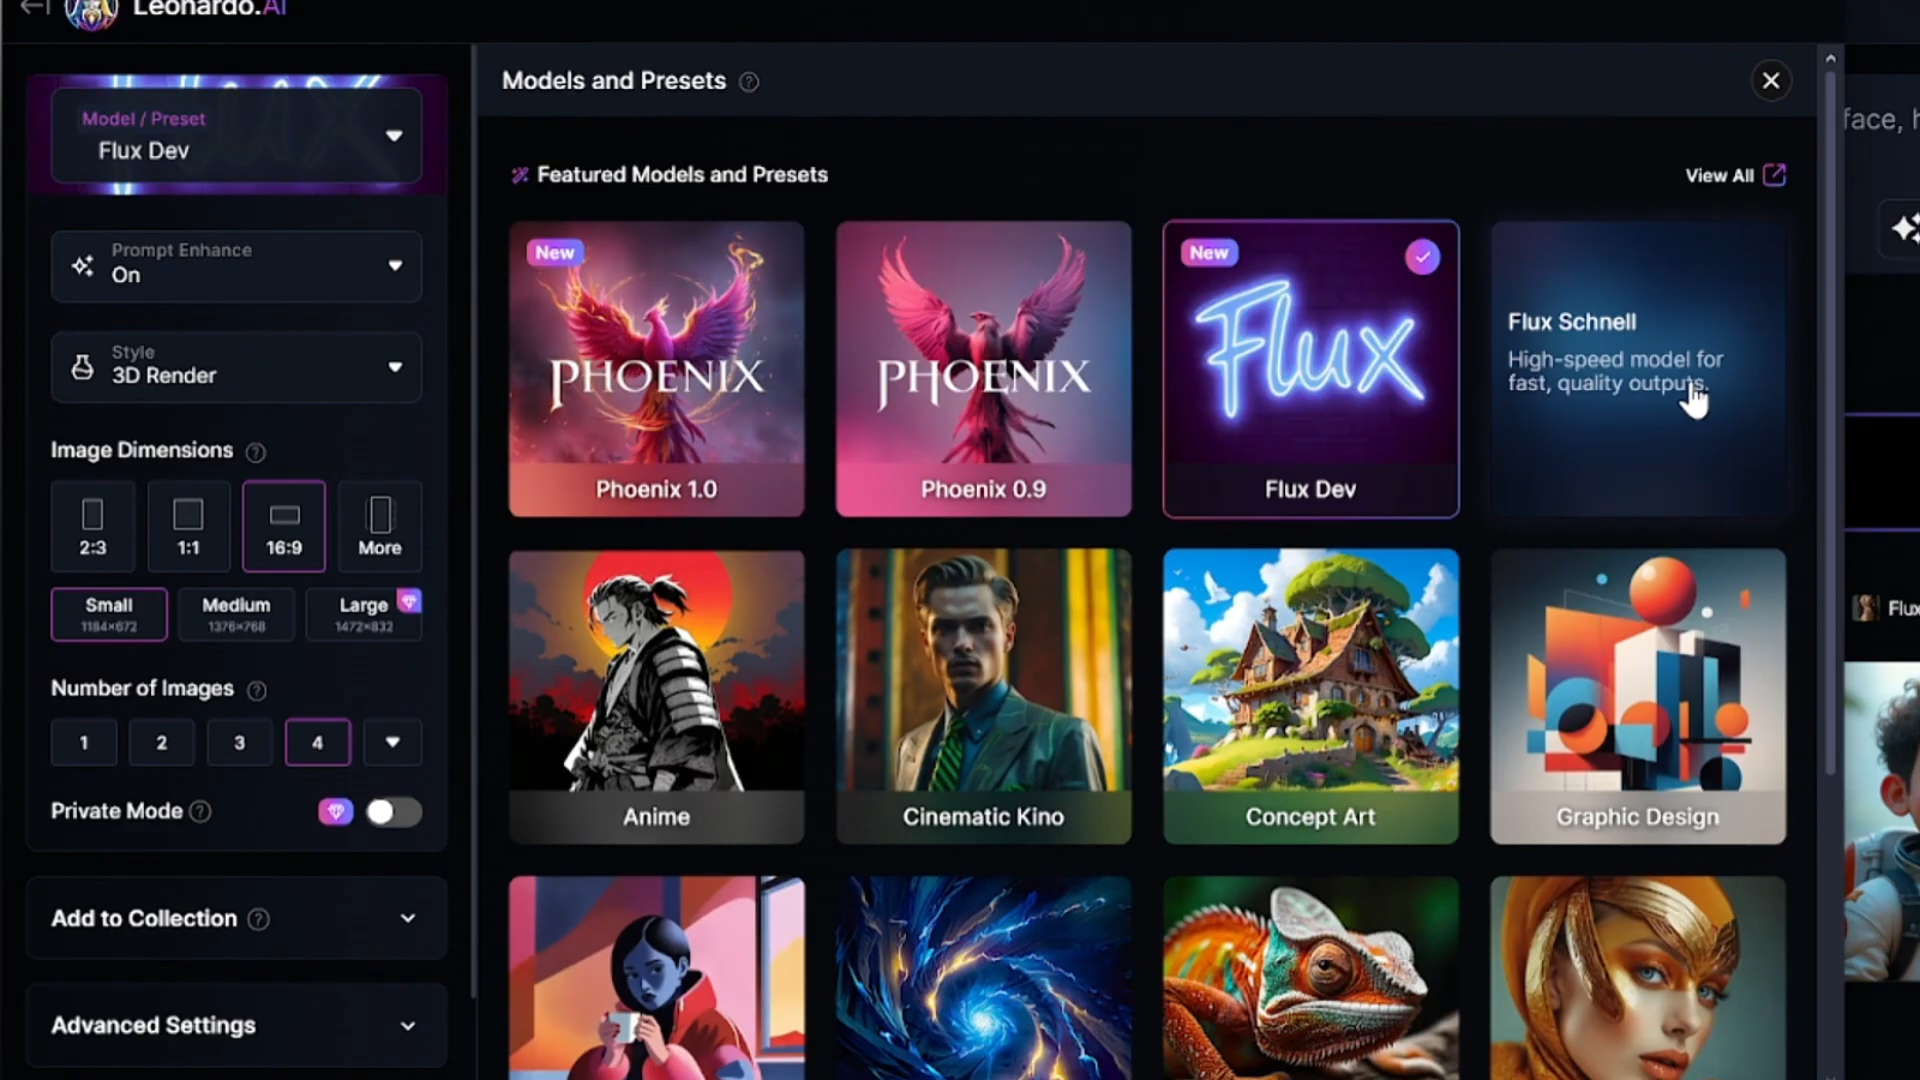 Leonardo.Ai
Model / Preset
Flux Dev
Prompt Enhance
On
Style
3D Render
Image Dimensions
2:3
1:1
16:9
More
Small
1184×672
Medium
1376×768
Large
1472×832
Number of Images
1
2
3
4
Private Mode
Add to Collection
Advanced Settings
Models and Presets
Featured Models and Presets
View All
New
PHOENIX
Phoenix 1.0
PHOENIX
Phoenix 0.9
New
Flux
Flux Dev
Flux Schnell
High-speed model for
fast, quality outputs.
Anime
Cinematic Kino
Concept Art
Graphic Design
face,
Flux